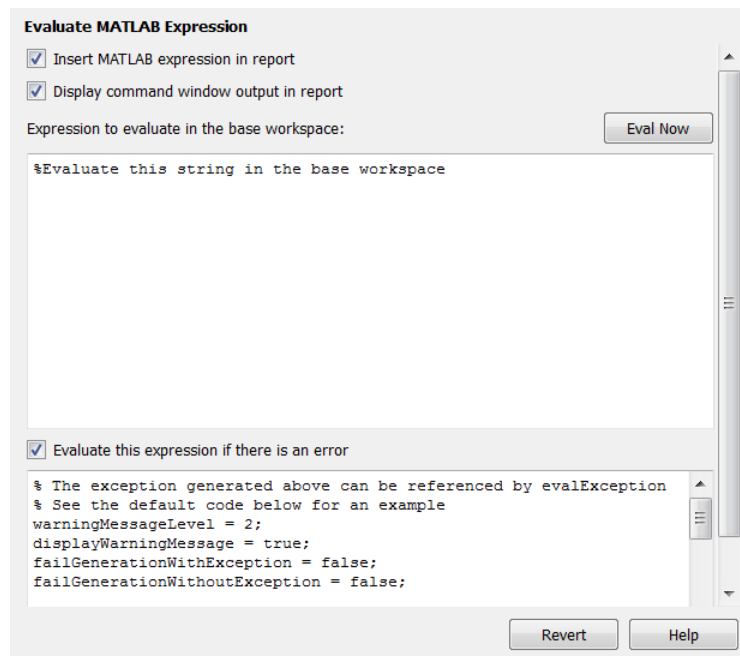 Evaluate MATLAB Expression
Insert MATLAB expression in report
Display command window output in report
Expression to evaluate in the base workspace:
Eval Now
%Evaluate this string in the base workspace
Evaluate this expression if there is an error
% The exception generated above can be referenced by evalException
% See the default code below for an example
warningMessageLevel = 2;
displayWarningMessage = true;
failGenerationWithException = false;
failGenerationWithoutException = false;
Revert
Help